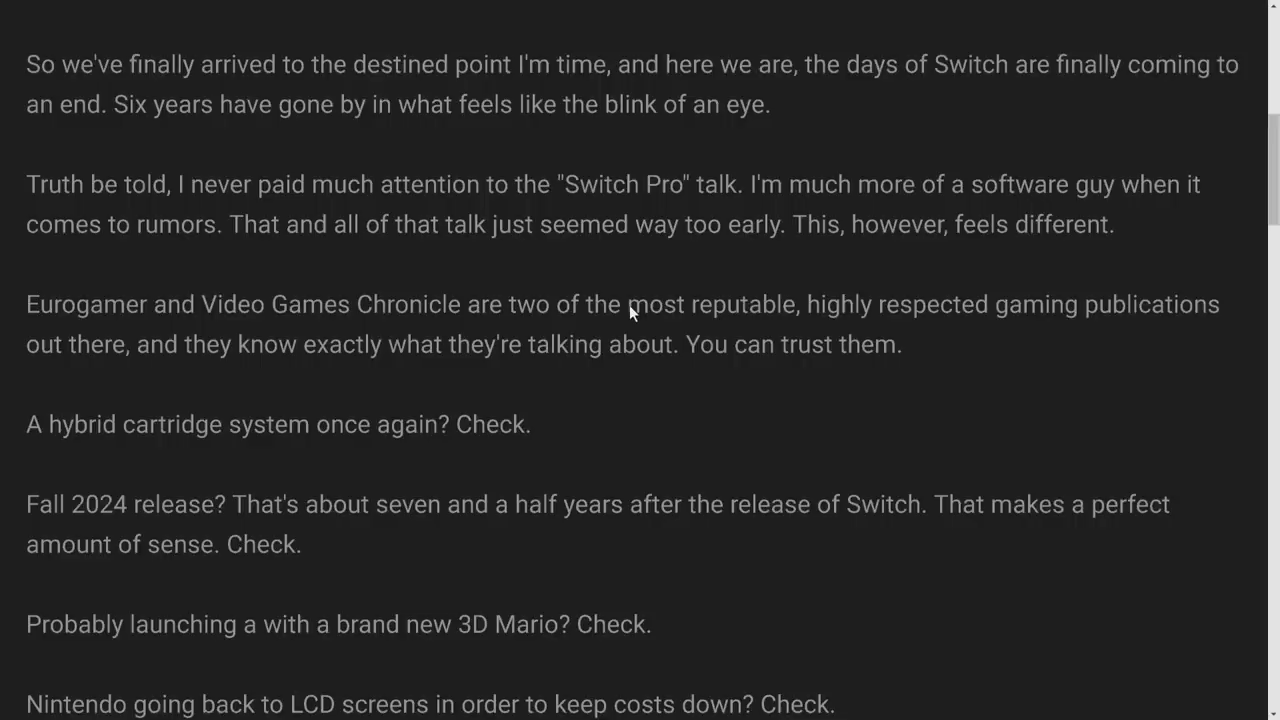 So we've finally arrived to the destined point I'm time, and here we are, the days of Switch are finally coming to
an end. Six years have gone by in what feels like the blink of an eye.
Truth be told, I never paid much attention to the "Switch Pro" talk. I'm much more of a software guy when it
comes to rumors. That and all of that talk just seemed way too early. This, however, feels different.
Eurogamer and Video Games Chronicle are two of the most reputable, highly respected gaming publications
out there, and they know exactly what they're talking about. You can trust them.
A hybrid cartridge system once again? Check.
Fall 2024 release? That's about seven and a half years after the release of Switch. That makes a perfect
amount of sense. Check.
Probably launching a with a brand new 3D Mario? Check.
Nintendo going back to LCD screens in order to keep costs down? Check.